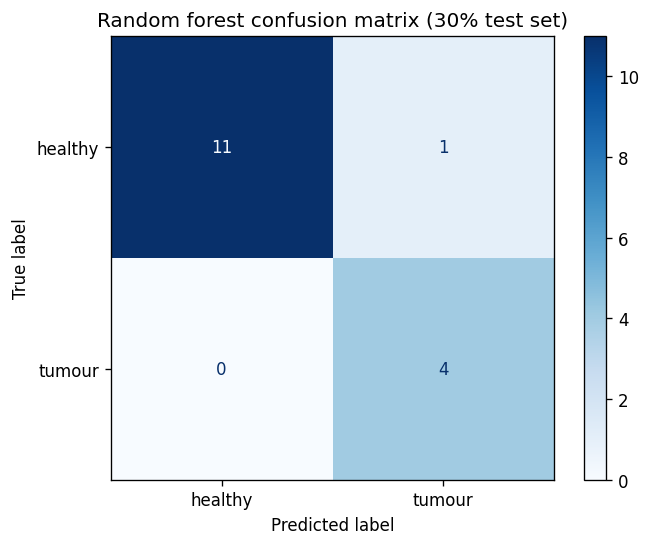 Random forest confusion matrix (30% test set)
healthy
11
1
tumour
0
4
True label
healthy
tumour
Predicted label
10
8
6
4
2
0